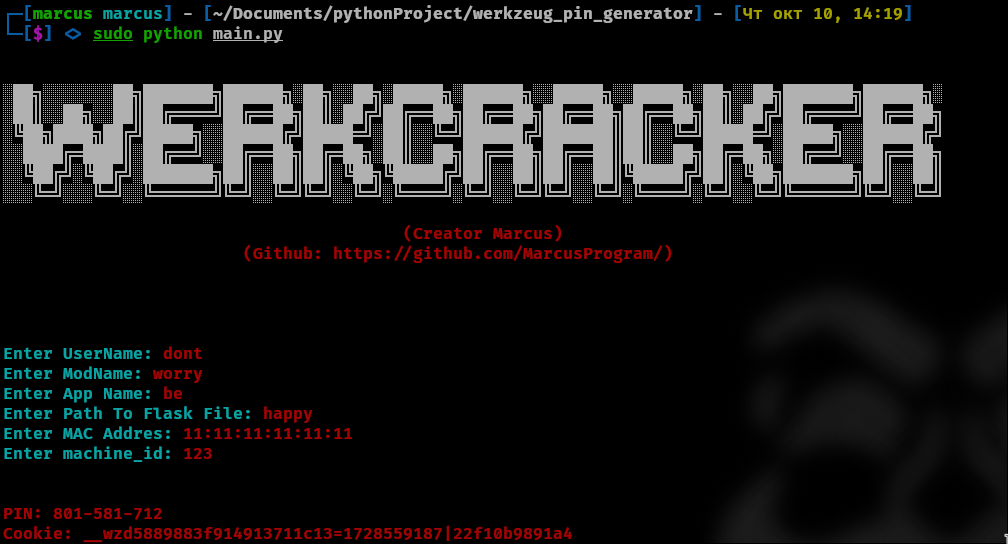 [marcus marcus] - [~/Documents/pythonProject/werkzeug_pin_generator] - [Чт окт 10, 14:19]
[$] <> sudo python main.py
WERKCRACKER
(Creator Marcus)
(Github: https://github.com/MarcusProgram/)
Enter UserName: dont
Enter ModName: worry
Enter App Name: be
Enter Path To Flask File: happy
Enter MAC Addres: 11:11:11:11:11:11
Enter machine_id: 123
PIN: 801-581-712
Cookie: __wzd5889883f914913711c13=1728559187|22f10b9891a4